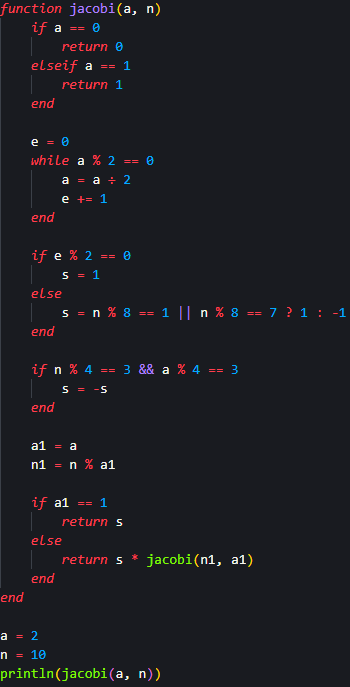 function jacobi(a, n)
    if a == 0
        return 0
    elseif a == 1
        return 1
    end

    e = 0
    while a % 2 == 0
        a = a ÷ 2
        e += 1
    end

    if e % 2 == 0
        s = 1
    else
        s = n % 8 == 1 || n % 8 == 7 ? 1 : -1
    end

    if n % 4 == 3 && a % 4 == 3
        s = -s
    end

    a1 = a
    n1 = n % a1

    if a1 == 1
        return s
    else
        return s * jacobi(n1, a1)
    end
end

a = 2
n = 10
println(jacobi(a, n))